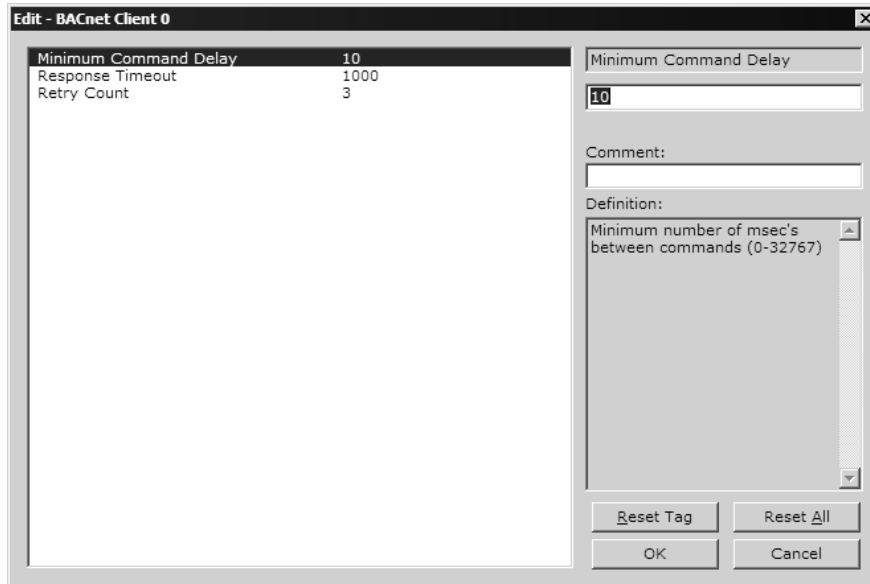 Edit - BACnet Client 0
Minimum Command Delay 10
Response Timeout 1000
Retry Count 3
Minimum Command Delay
10
Comment:
Definition:
Minimum number of msec's
between commands (0-32767)
Reset Tag Reset All
OK Cancel